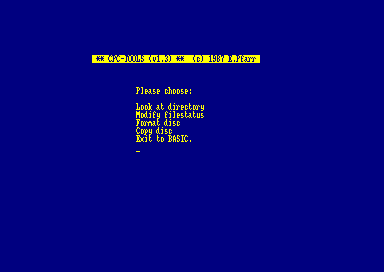 ** CPC-TOOLS (v1.3) ** (c) 1987 E.Pfarr
Please choose:
Look at directory
Modify filestatus
Format disc
Copy disc
Exit to BASIC.